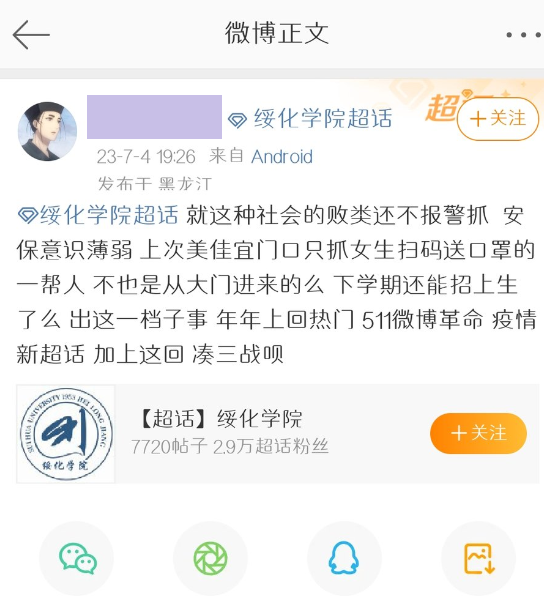 微博正文
绥化学院超话
超话
+关注
23-7-4 19:26 来自 Android
发布于 黑龙江
绥化学院超话 就这种社会的败类还不报警抓 安
保意识薄弱 上次美佳宜门口只抓女生扫码送口罩的
一帮人 不也是从大门进来的么 下学期还能招上生
了么 出这一档子事 年年上回热门 511微博革命 疫情
新超话 加上这回 凑三战呗
SUI HUA UNIVERSITY 1953 HEI LONG JIANG
绥化学院
【超话】绥化学院
7720帖子 2.9万超话粉丝
+关注